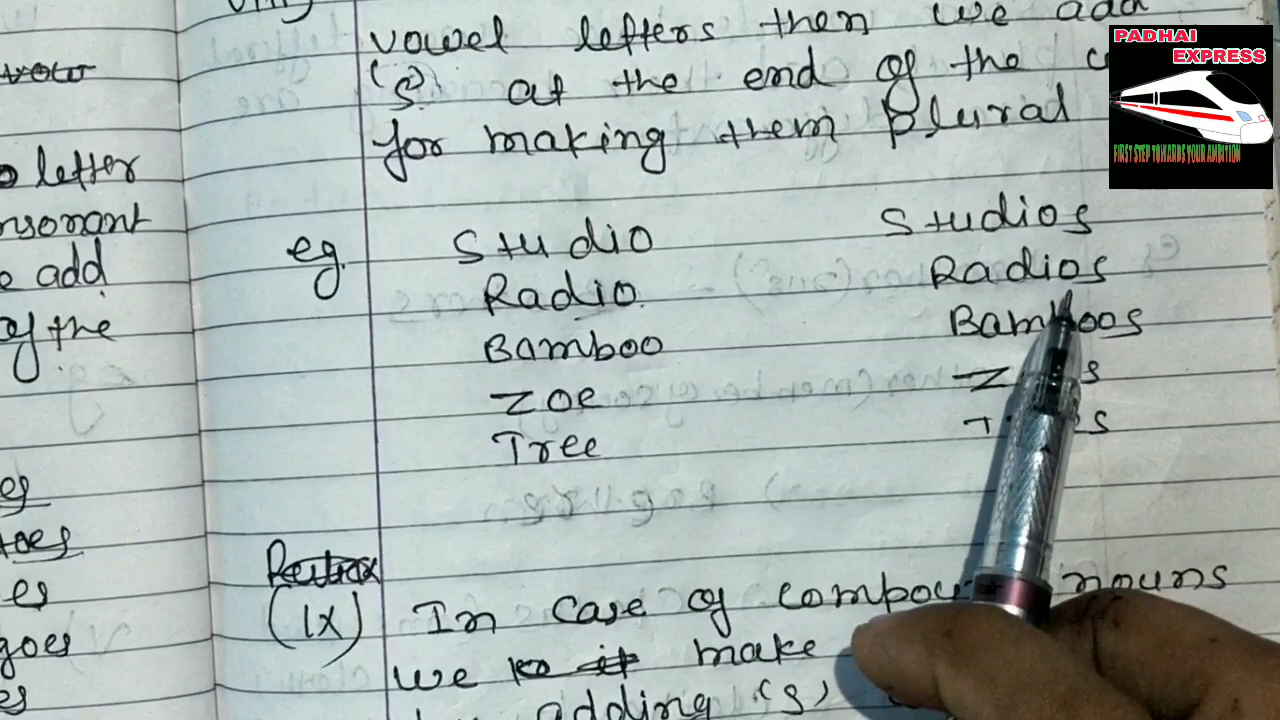 PADHAI
EXPRESS
FIRST STEP TOWARDS YOUR AMBITION
vowel letters then we add
(s) at the end of the
for making them plural
letter
add
of the
eg. Studio Studios
Radio. Radios
Bamboo Bamboos
Zoe
Tree
(IX) In case of compound nouns
we make
adding (s)
goes